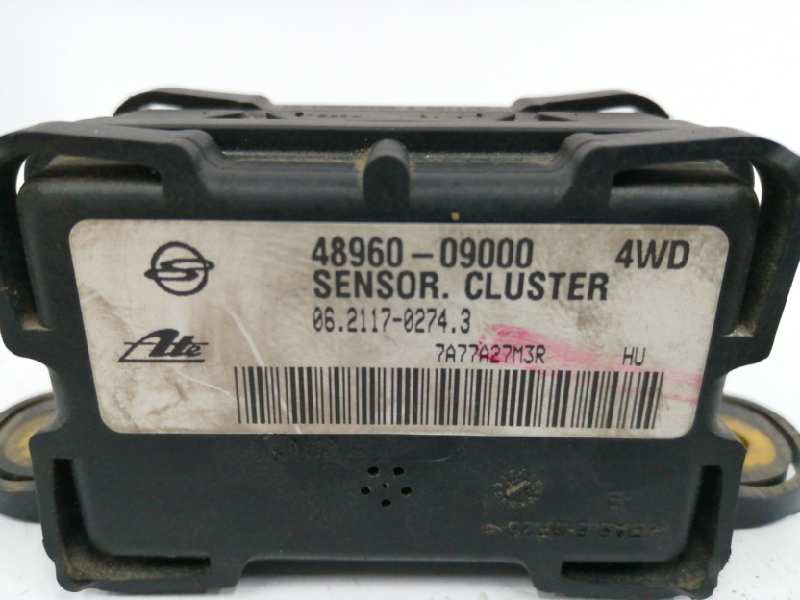 48960-09000 4WD
SENSOR. CLUSTER
06.2117-0274.3
Ate
7A77A27M3R HU